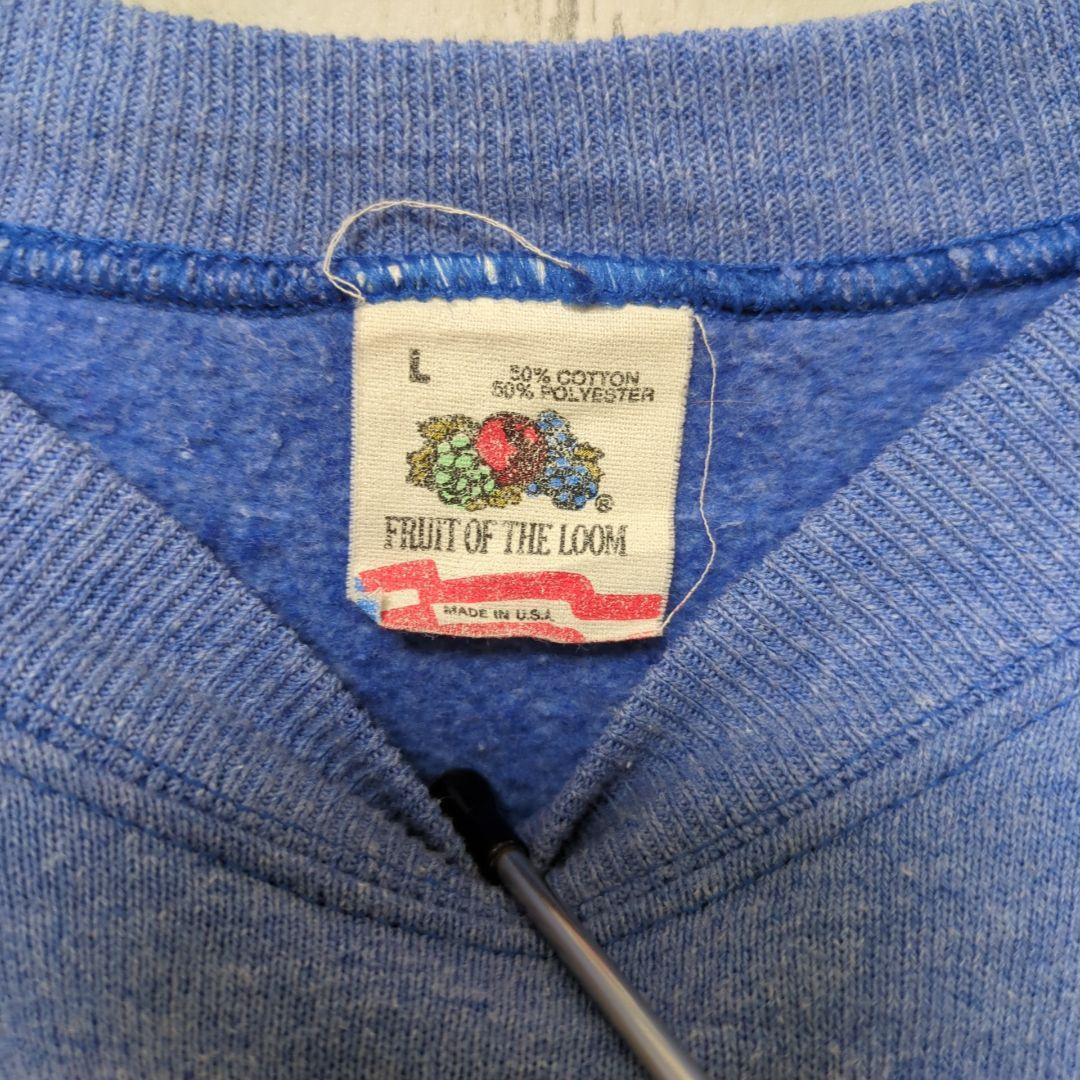 L
50% COTTON
50% POLYESTER
®
FRUIT OF THE LOOM
MADE IN U.S.A